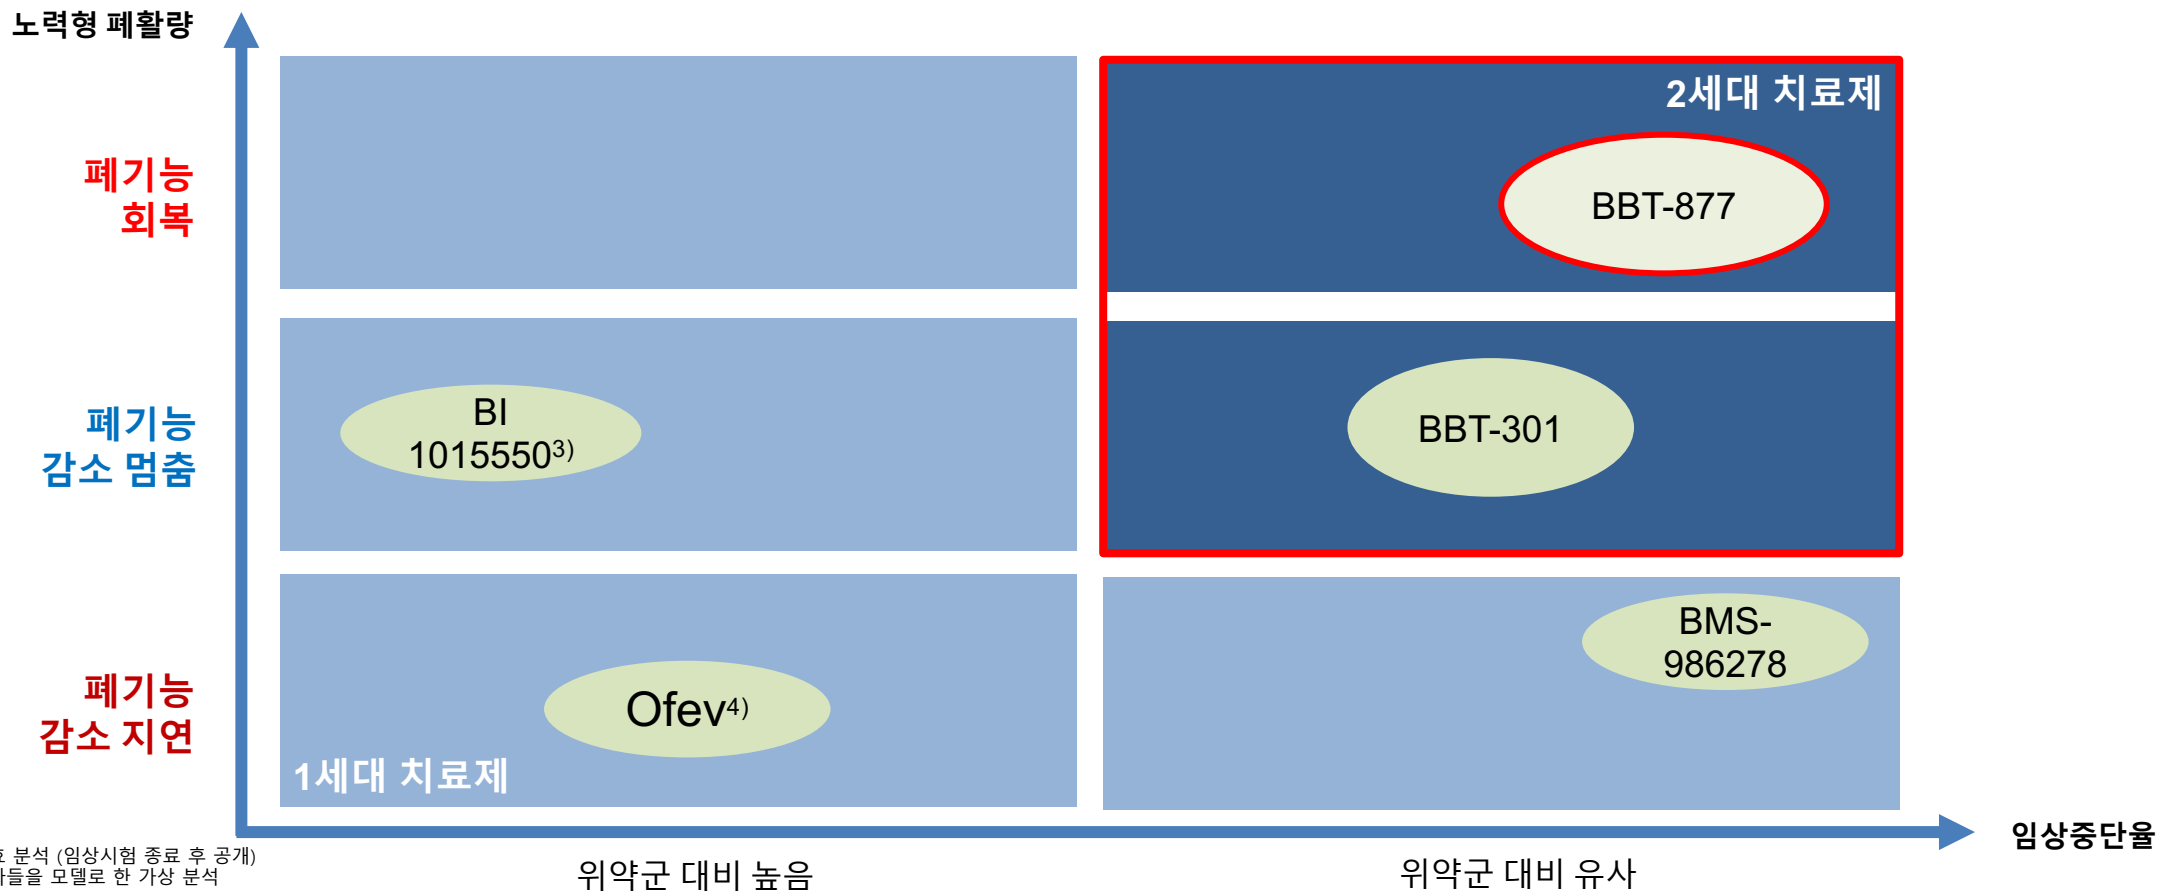 노력형 폐활량
2세대 치료제
폐기능
회복
BBT-877
폐기능
감소 멈춤
BI
1015550³⁾
BBT-301
폐기능
감소 지연
BMS-
986278
Ofev⁴⁾
1세대 치료제
임상중단율
분석 (임상시험 종료 후 공개)
모델로 한 가상 분석
위약군 대비 높음
위약군 대비 유사